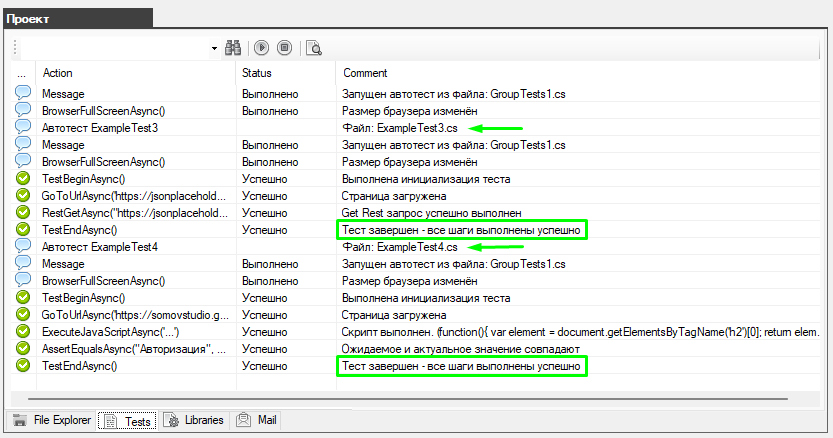 Проект
... Action Status Comment
Message Выполнено Запущен автотест из файла: GroupTests1.cs
BrowserFullScreenAsync() Выполнено Размер браузера изменён
Автотест ExampleTest3 Файл: ExampleTest3.cs
Message Выполнено Запущен автотест из файла: GroupTests1.cs
BrowserFullScreenAsync() Выполнено Размер браузера изменён
TestBeginAsync() Успешно Выполнена инициализация теста
GoToUrlAsync('https://jsonplacehold... Успешно Страница загружена
RestGetAsync("https://jsonplacehold... Успешно Get Rest запрос успешно выполнен
TestEndAsync() Успешно Тест завершен - все шаги выполнены успешно
Автотест ExampleTest4 Файл: ExampleTest4.cs
Message Выполнено Запущен автотест из файла: GroupTests1.cs
BrowserFullScreenAsync() Выполнено Размер браузера изменён
TestBeginAsync() Успешно Выполнена инициализация теста
GoToUrlAsync('https://somovstudio.g... Успешно Страница загружена
ExecuteJavaScriptAsync('...') Успешно Скрипт выполнен. (function(){ var element = document.getElementsByTagName('h2')[0]; return elem...
AssertEqualsAsync("Авторизация", ... Успешно Ожидаемое и актуальное значение совпадают
TestEndAsync() Успешно Тест завершен - все шаги выполнены успешно
File Explorer Tests Libraries Mail